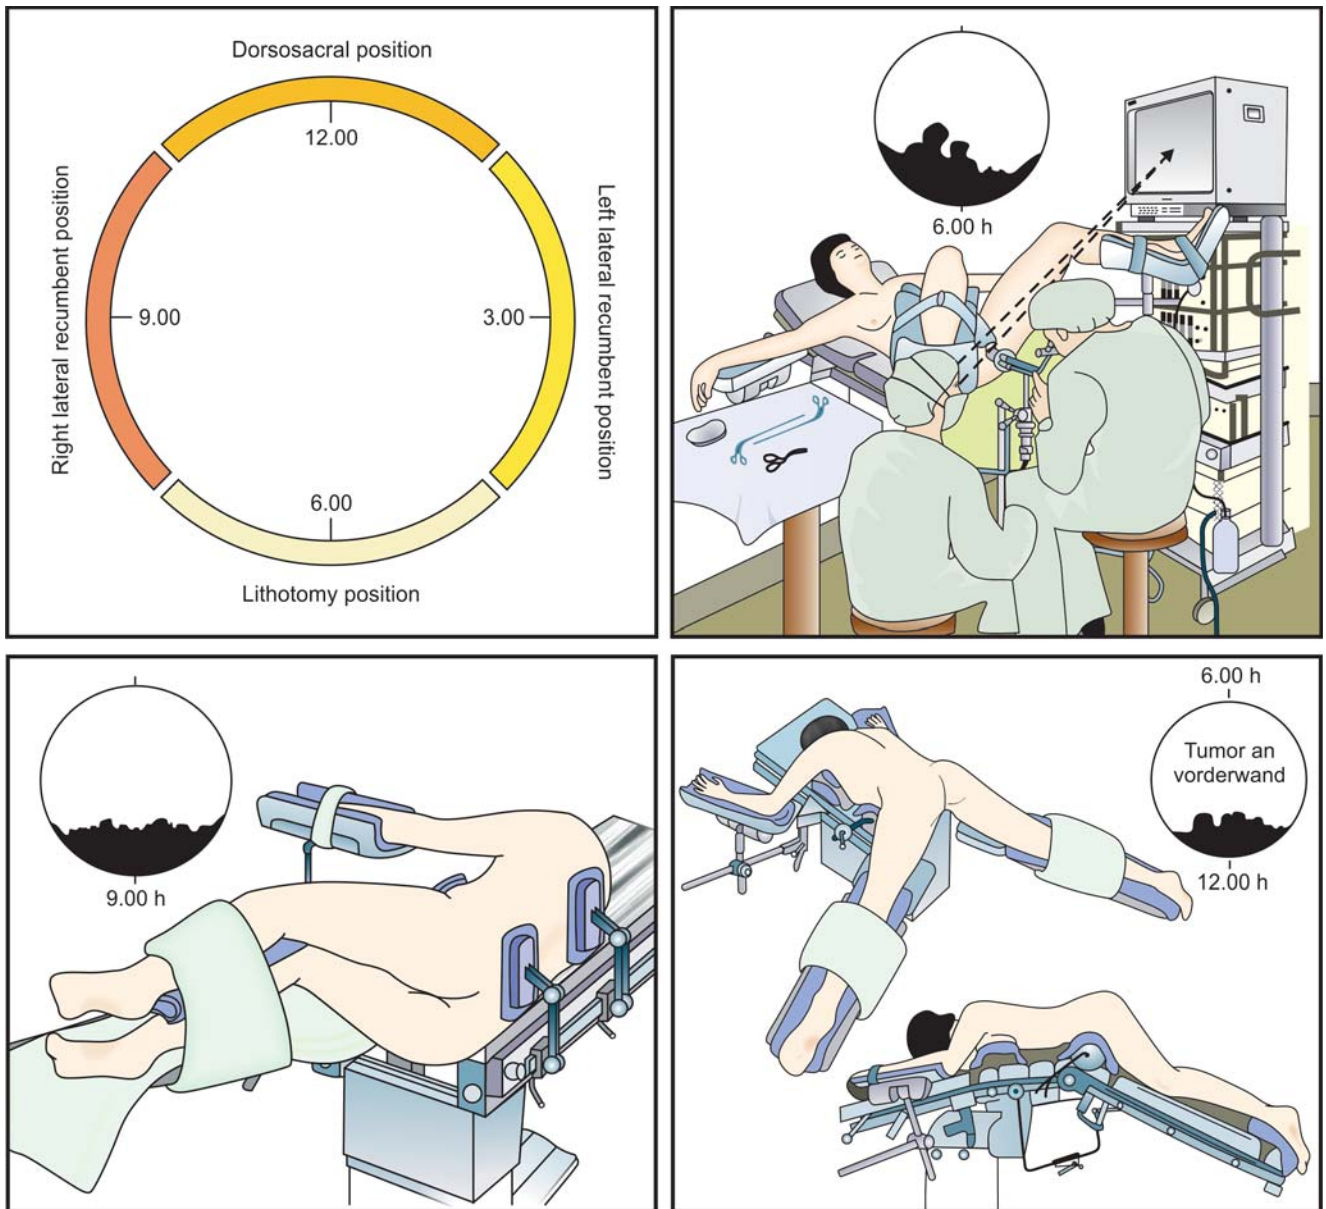 Dorsosacral position
12.00
Right lateral recumbent position
9.00
3.00
Left lateral recumbent position
6.00
Lithotomy position
6.00 h
9.00 h
6.00 h
Tumor an
vorderwand
12.00 h